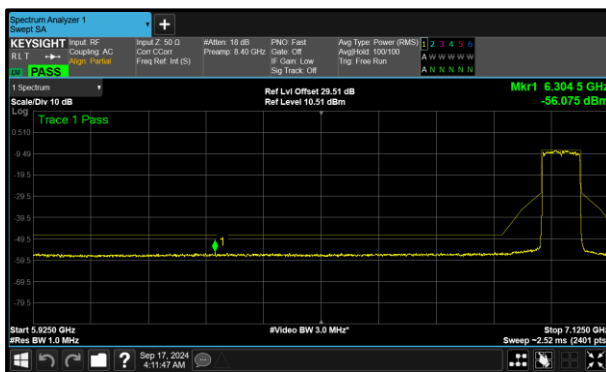 Spectrum Analyzer 1
Swept SA
+
KEYSIGHT Input: RF Input Z: 50 Ω #Atten: 18 dB PNO: Fast Avg Type: Power (RMS) 1 2 3 4 5 6
RLT Coupling: AC Corr CCorr Preamp: 8.40 GHz Gate: Off Avg|Hold: 100/100 A W W W W W
Align: Partial Freq Ref: Int (S) IF Gain: Low Trig: Free Run
PASS Sig Track: Off A N N N N N
1 Spectrum Ref Lvl Offset 29.51 dB Mkr1 6.304 5 GHz
Scale/Div 10 dB Ref Level 10.51 dBm -56.075 dBm
Log
Trace 1 Pass
0.510
-9.49
-19.5
-29.5
-39.5
1
-49.5
-59.5
-69.5
-79.5
Start 5.9250 GHz #Video BW 3.0 MHz* Stop 7.1250 GHz
#Res BW 1.0 MHz Sweep ~2.52 ms (2401 pts)
? Sep 17, 2024
4:11:47 AM